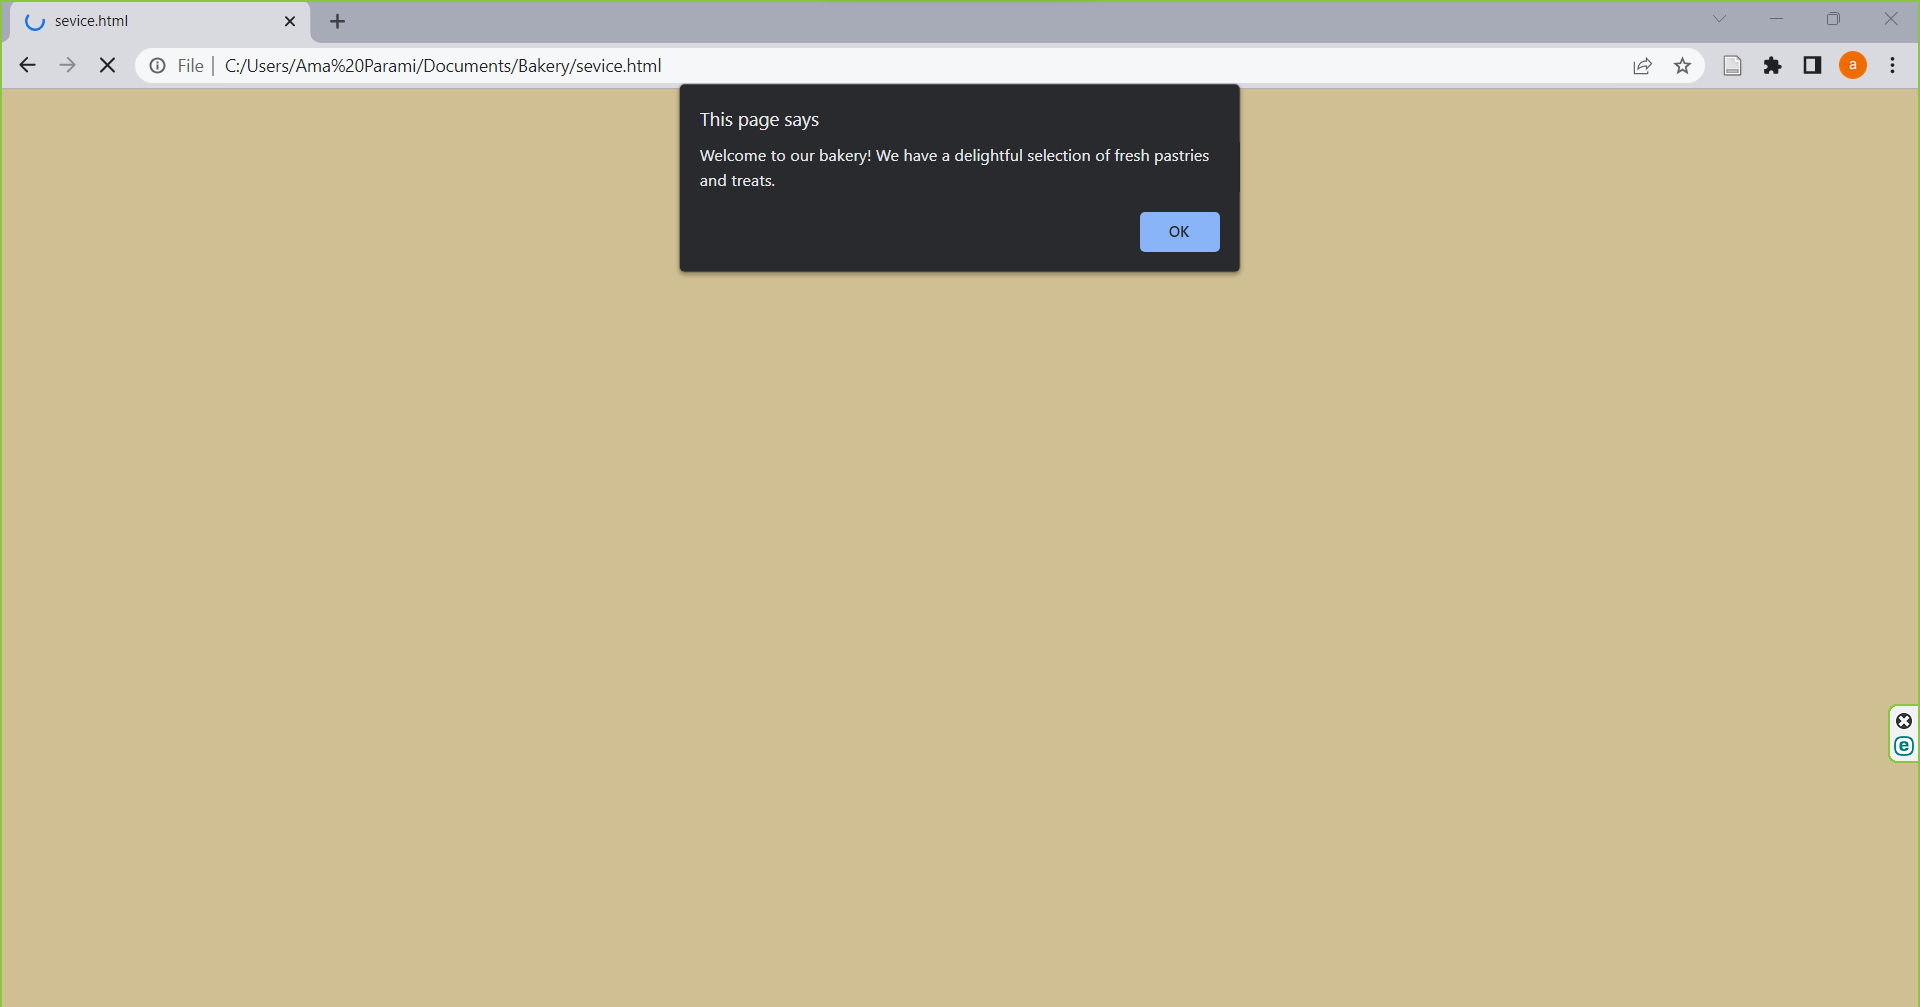 sevice.html
File C:/Users/Ama%20Parami/Documents/Bakery/sevice.html
a
This page says
Welcome to our bakery! We have a delightful selection of fresh pastries
and treats.
OK
e